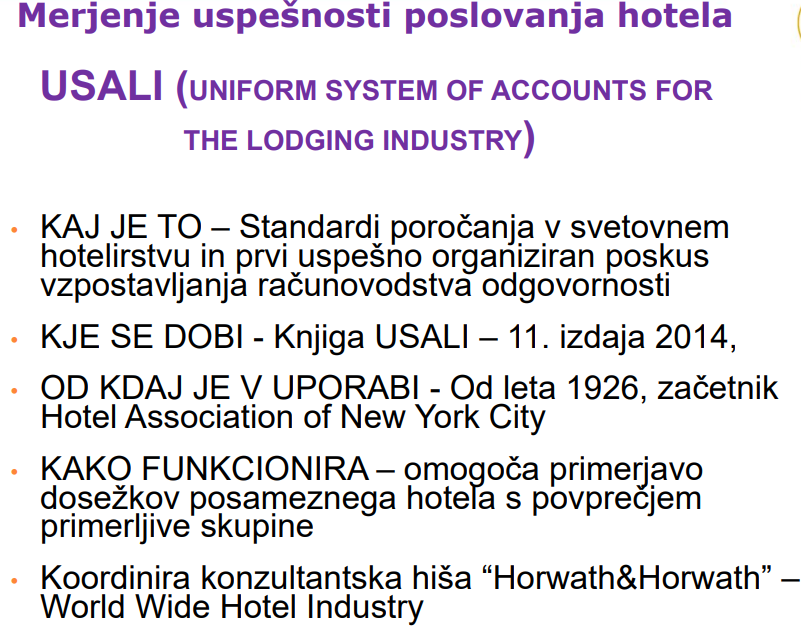 Merjenje uspešnosti poslovanja hotela
USALI (UNIFORM SYSTEM OF ACCOUNTS FOR
THE LODGING INDUSTRY)
• KAJ JE TO – Standardi poročanja v svetovnem
hotelirstvu in prvi uspešno organiziran poskus
vzpostavljanja računovodstva odgovornosti
• KJE SE DOBI - Knjiga USALI – 11. izdaja 2014,
• OD KDAJ JE V UPORABI - Od leta 1926, začetnik
Hotel Association of New York City
• KAKO FUNKCIONIRA – omogoča primerjavo
dosežkov posameznega hotela s povprečjem
primerljive skupine
• Koordinira konzultantska hiša “Horwath&Horwath” –
World Wide Hotel Industry